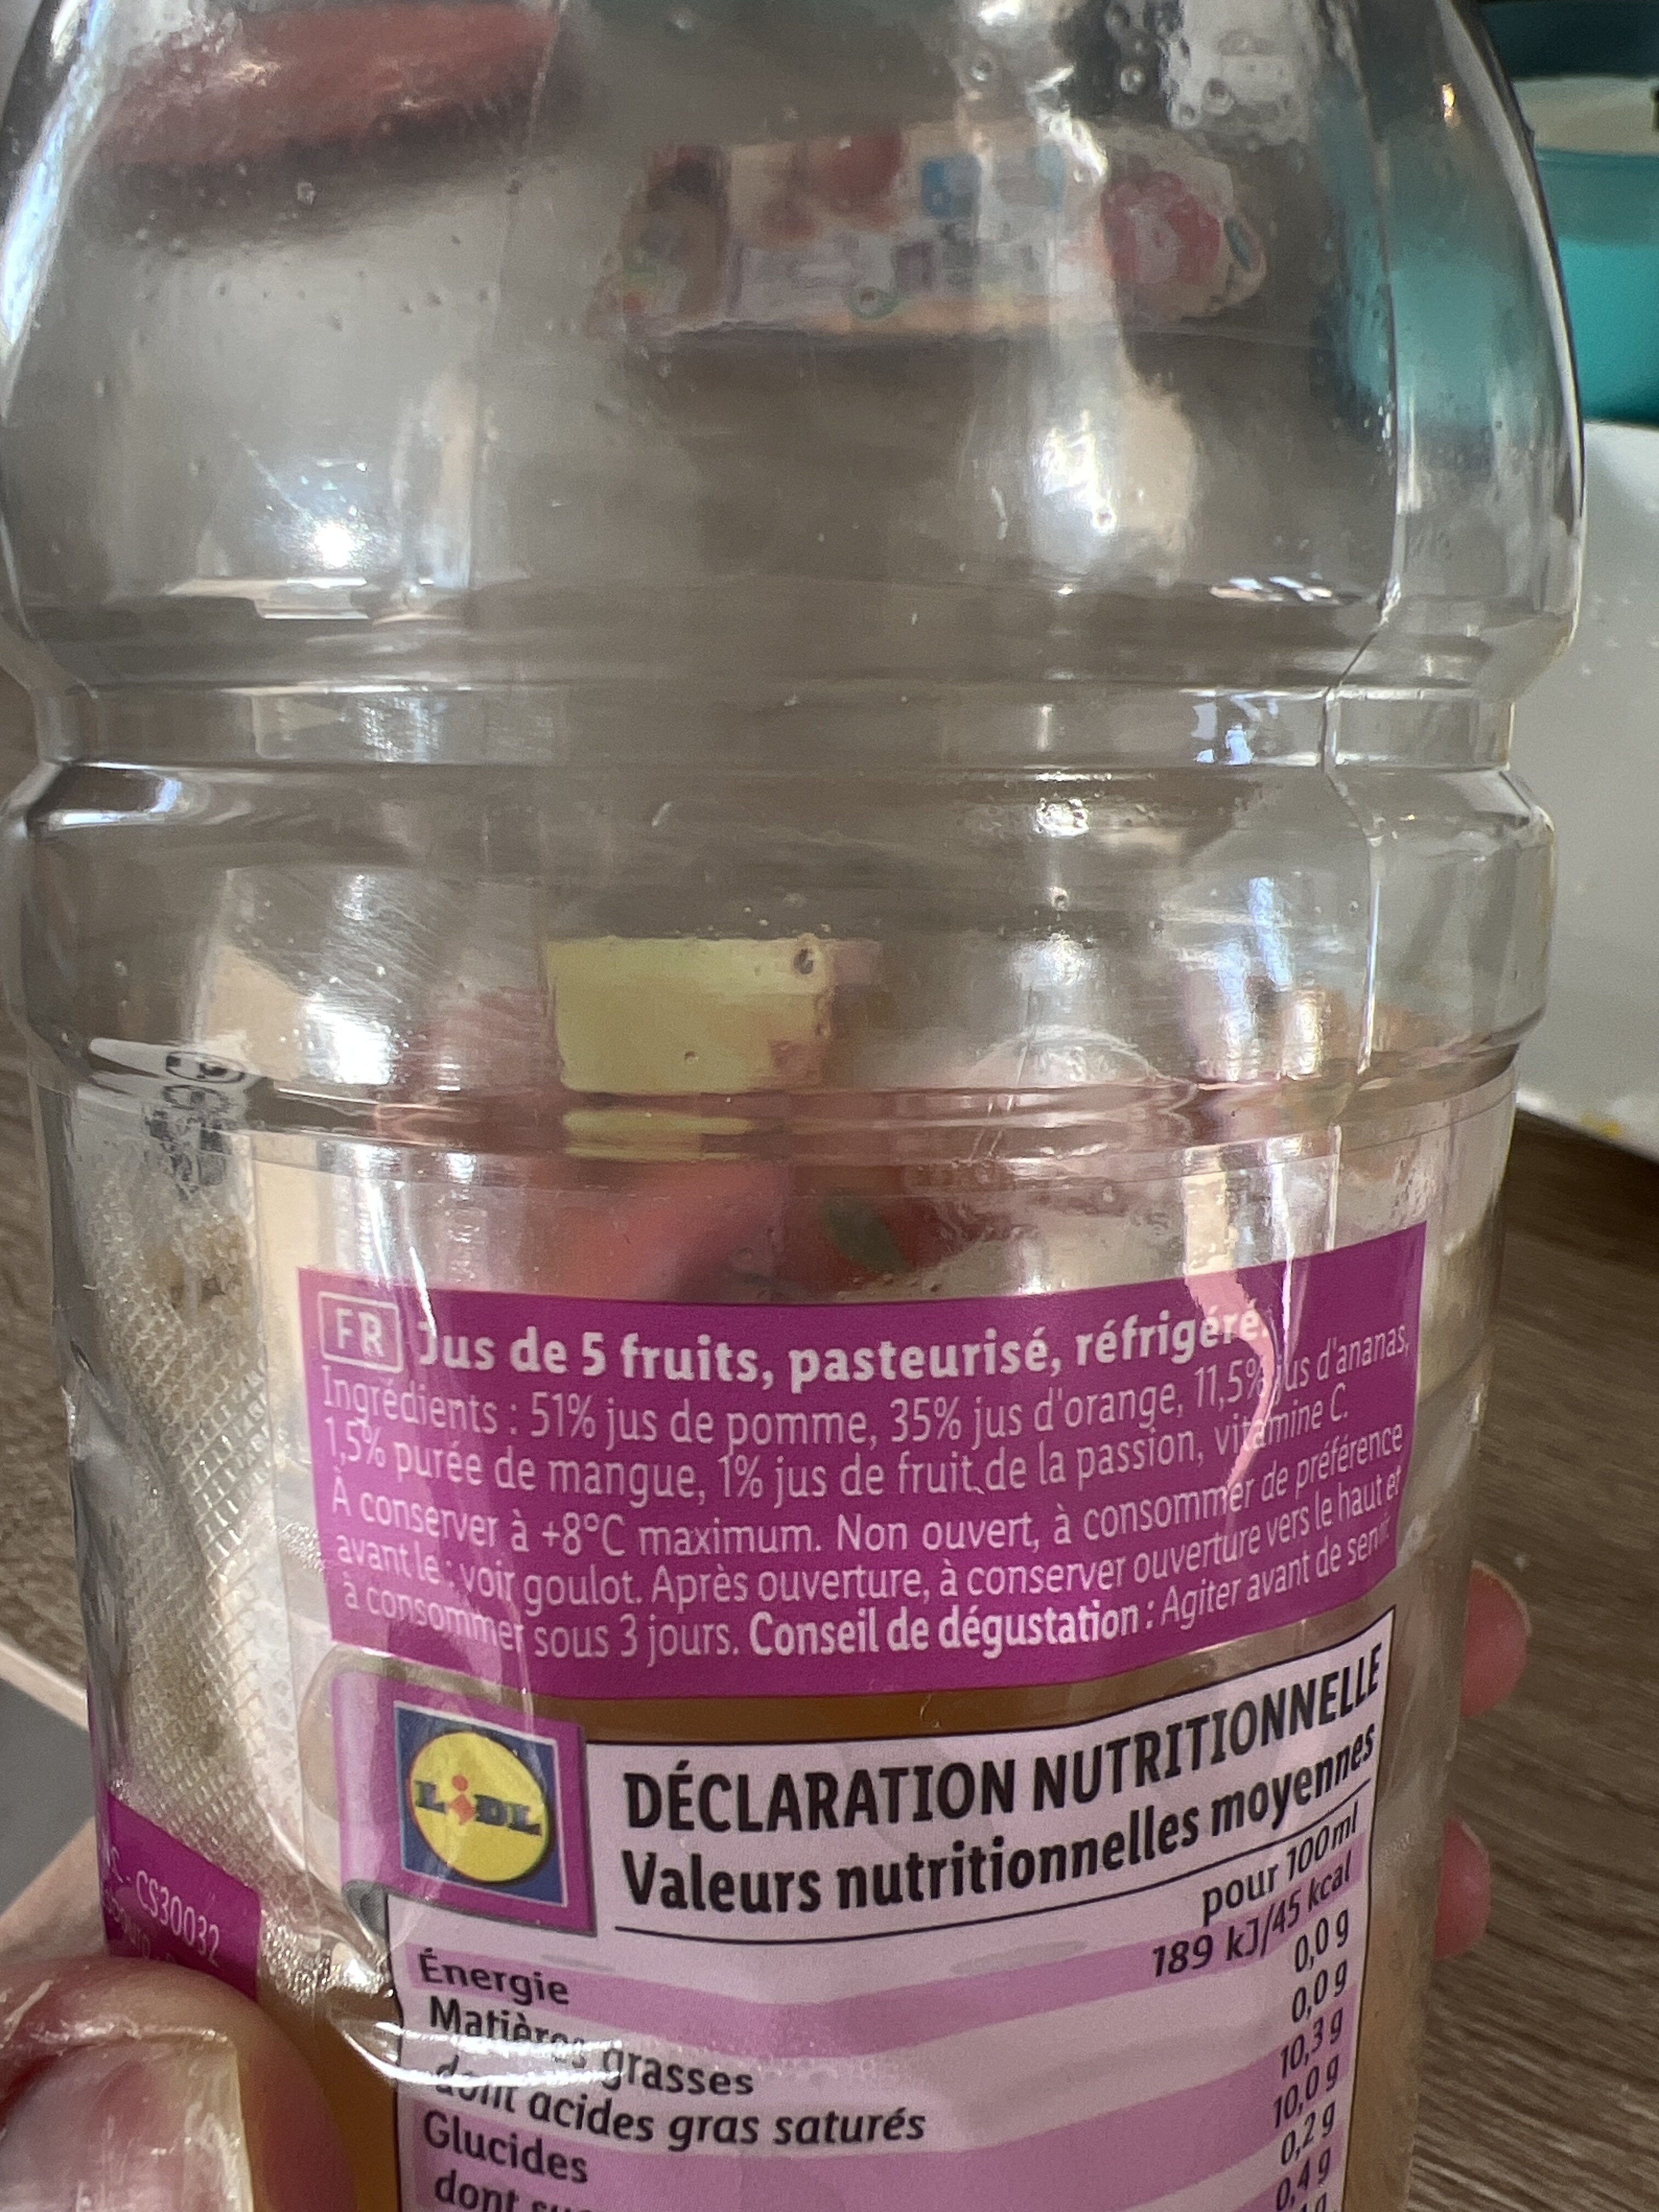 FR Jus de 5 fruits, pasteurisé, réfrigéré.
Ingrédients : 51% jus de pomme, 35% jus d'orange, 11,5% jus d'ananas,
1,5% purée de mangue, 1% jus de fruit de la passion, vitamine C.
À conserver à +8°C maximum. Non ouvert, à consommer de préférence
avant le : voir goulot. Après ouverture, à conserver ouverture vers le haut et
à consommer sous 3 jours. Conseil de dégustation : Agiter avant de servir.
LIDL
DÉCLARATION NUTRITIONNELLE
Valeurs nutritionnelles moyennes
pour 100ml
Énergie 189 kJ/45 kcal
Matières grasses 0,0 g
dont acides gras saturés 0,0 g
Glucides 10,3 g
dont 10,0 g
0,2 g
0,4 g
CS30032